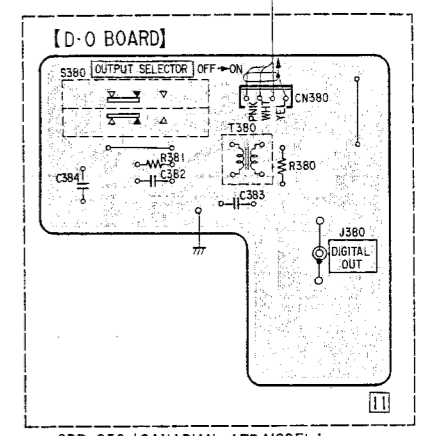 [D·O BOARD]
S380 OUTPUT SELECTOR OFF→ON
CN380
PNK
WHT
YEL
T380
R381
C382
C384
R380
C383
J380
DIGITAL
OUT
11